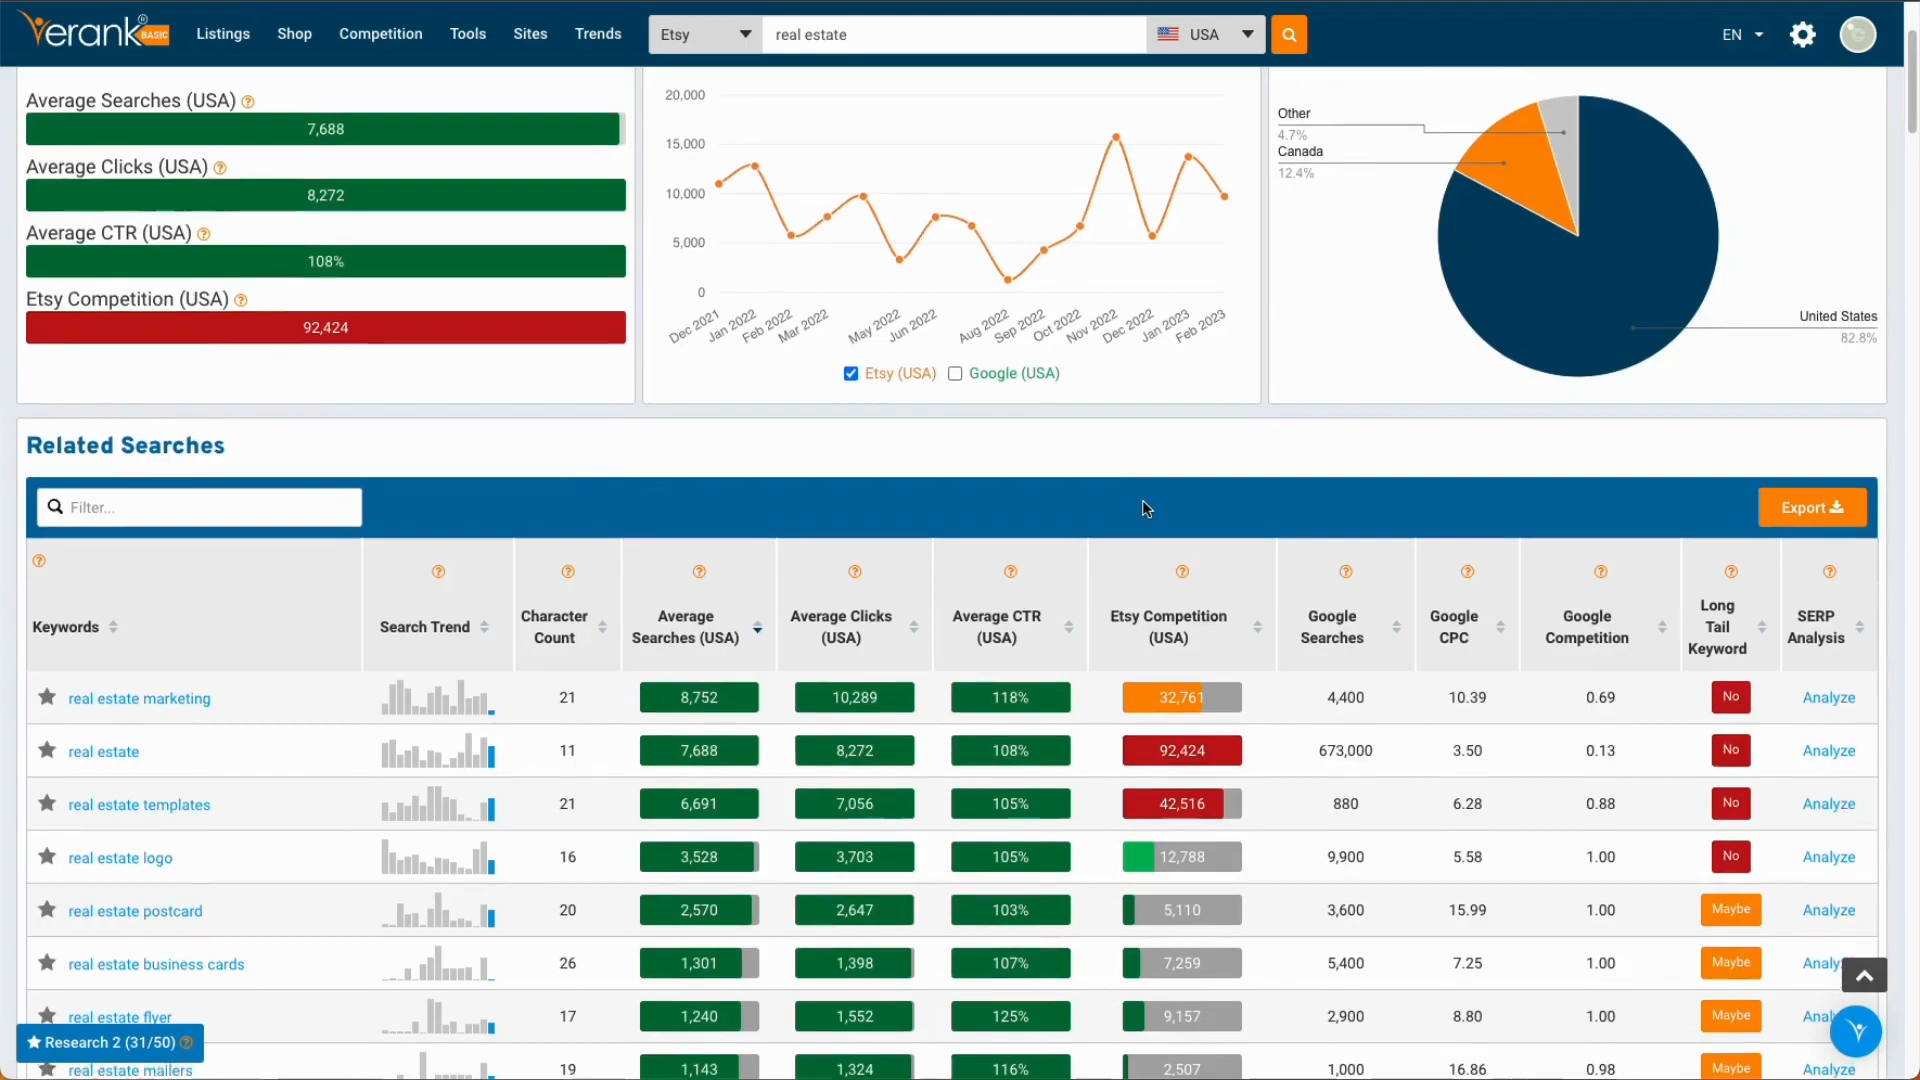 erank® BASIC
Listings Shop Competition Tools Sites Trends Etsy real estate USA EN
Average Searches (USA)
7,688
Average Clicks (USA)
8,272
Average CTR (USA)
108%
Etsy Competition (USA)
92,424
20,000
15,000
10,000
5,000
0
Dec 2021 Jan 2022 Feb 2022 Mar 2022 May 2022 Jun 2022 Aug 2022 Sep 2022 Oct 2022 Nov 2022 Dec 2022 Jan 2023 Feb 2023
Etsy (USA) Google (USA)
Other
4.7%
Canada
12.4%
United States
82.8%
Related Searches
Filter...
Export
Keywords Search Trend Character Count Average Searches (USA) Average Clicks (USA) Average CTR (USA) Etsy Competition (USA) Google Searches Google CPC Google Competition Long Tail Keyword SERP Analysis
real estate marketing 21 8,752 10,289 118% 32,761 4,400 10.39 0.69 No Analyze
real estate 11 7,688 8,272 108% 92,424 673,000 3.50 0.13 No Analyze
real estate templates 21 6,691 7,056 105% 42,516 880 6.28 0.88 No Analyze
real estate logo 16 3,528 3,703 105% 12,788 9,900 5.58 1.00 No Analyze
real estate postcard 20 2,570 2,647 103% 5,110 3,600 15.99 1.00 Maybe Analyze
real estate business cards 26 1,301 1,398 107% 7,259 5,400 7.25 1.00 Maybe Analy
real estate flyer 17 1,240 1,552 125% 9,157 2,900 8.80 1.00 Maybe Anal
Research 2 (31/50)
real estate mailers 19 1,143 1,324 116% 2,507 1,000 16.86 0.98 Maybe Analyze